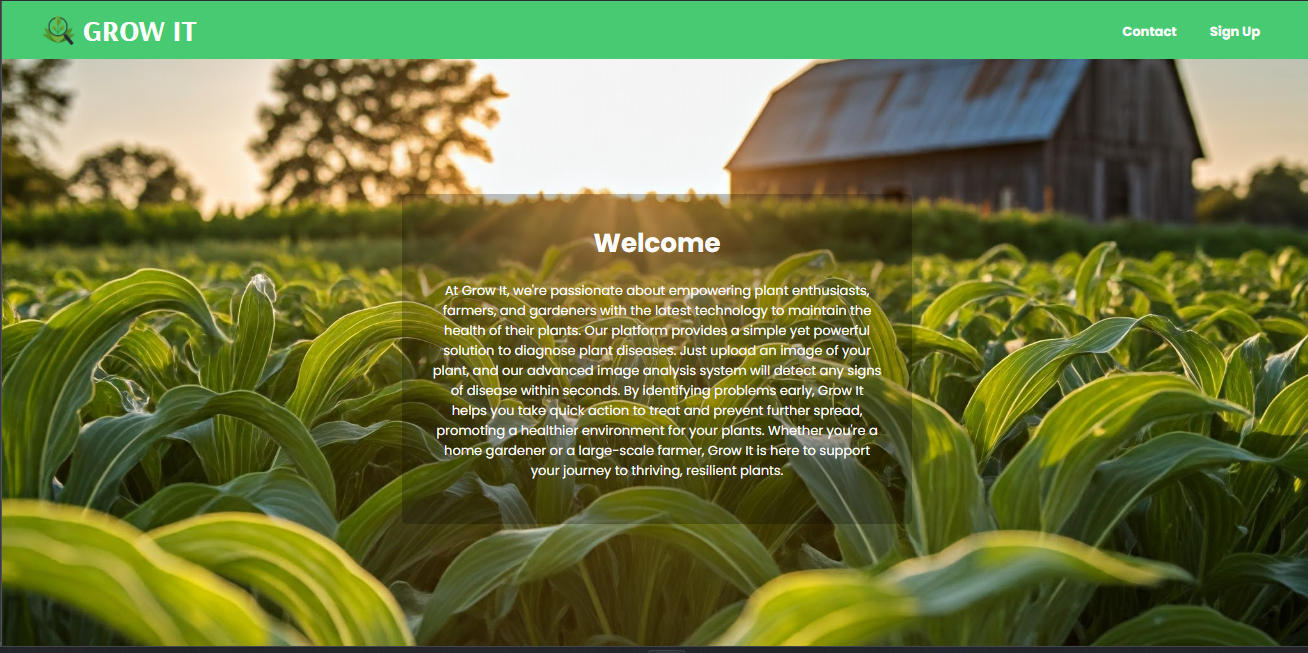 GROW IT
Contact
Sign Up
Welcome
At Grow It, we're passionate about empowering plant enthusiasts,
farmers, and gardeners with the latest technology to maintain the
health of their plants. Our platform provides a simple yet powerful
solution to diagnose plant diseases. Just upload an image of your
plant, and our advanced image analysis system will detect any signs
of disease within seconds. By identifying problems early, Grow It
helps you take quick action to treat and prevent further spread,
promoting a healthier environment for your plants. Whether you're a
home gardener or a large-scale farmer, Grow It is here to support
your journey to thriving, resilient plants.